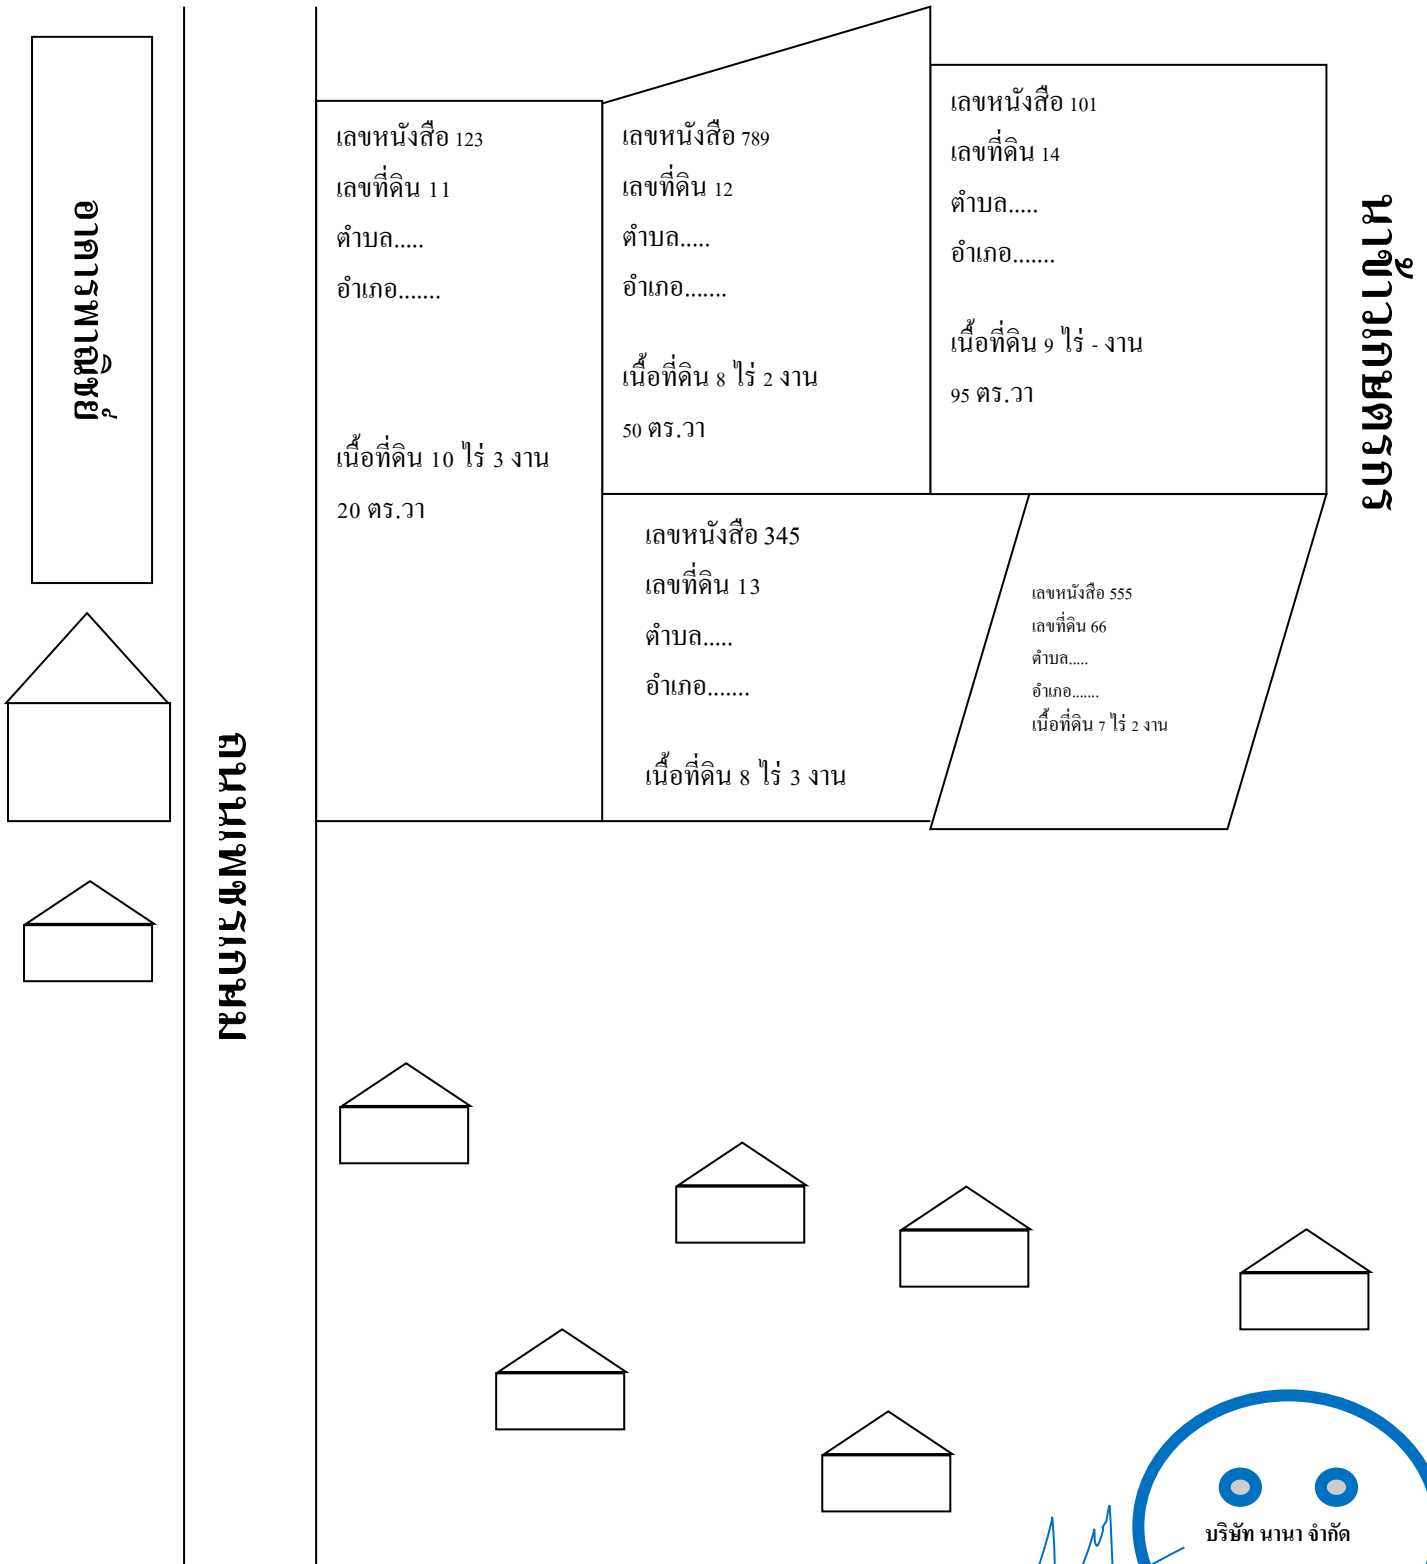 อาคารพาณิชย์
ถนนเพชรเกษม
เลขหนังสือ 123
เลขที่ดิน 11
ตำบล.....
อำเภอ.......
เนื้อที่ดิน 10 ไร่ 3 งาน
20 ตร.วา
เลขหนังสือ 789
เลขที่ดิน 12
ตำบล.....
อำเภอ.......
เนื้อที่ดิน 8 ไร่ 2 งาน
50 ตร.วา
เลขหนังสือ 101
เลขที่ดิน 14
ตำบล.....
อำเภอ.......
เนื้อที่ดิน 9 ไร่ - งาน
95 ตร.วา
นาข้าวเกษตรกร
เลขหนังสือ 345
เลขที่ดิน 13
ตำบล.....
อำเภอ.......
เนื้อที่ดิน 8 ไร่ 3 งาน
เลขหนังสือ 555
เลขที่ดิน 66
ตำบล.....
อำเภอ.......
เนื้อที่ดิน 7 ไร่ 2 งาน
บริษัท นานา จำกัด